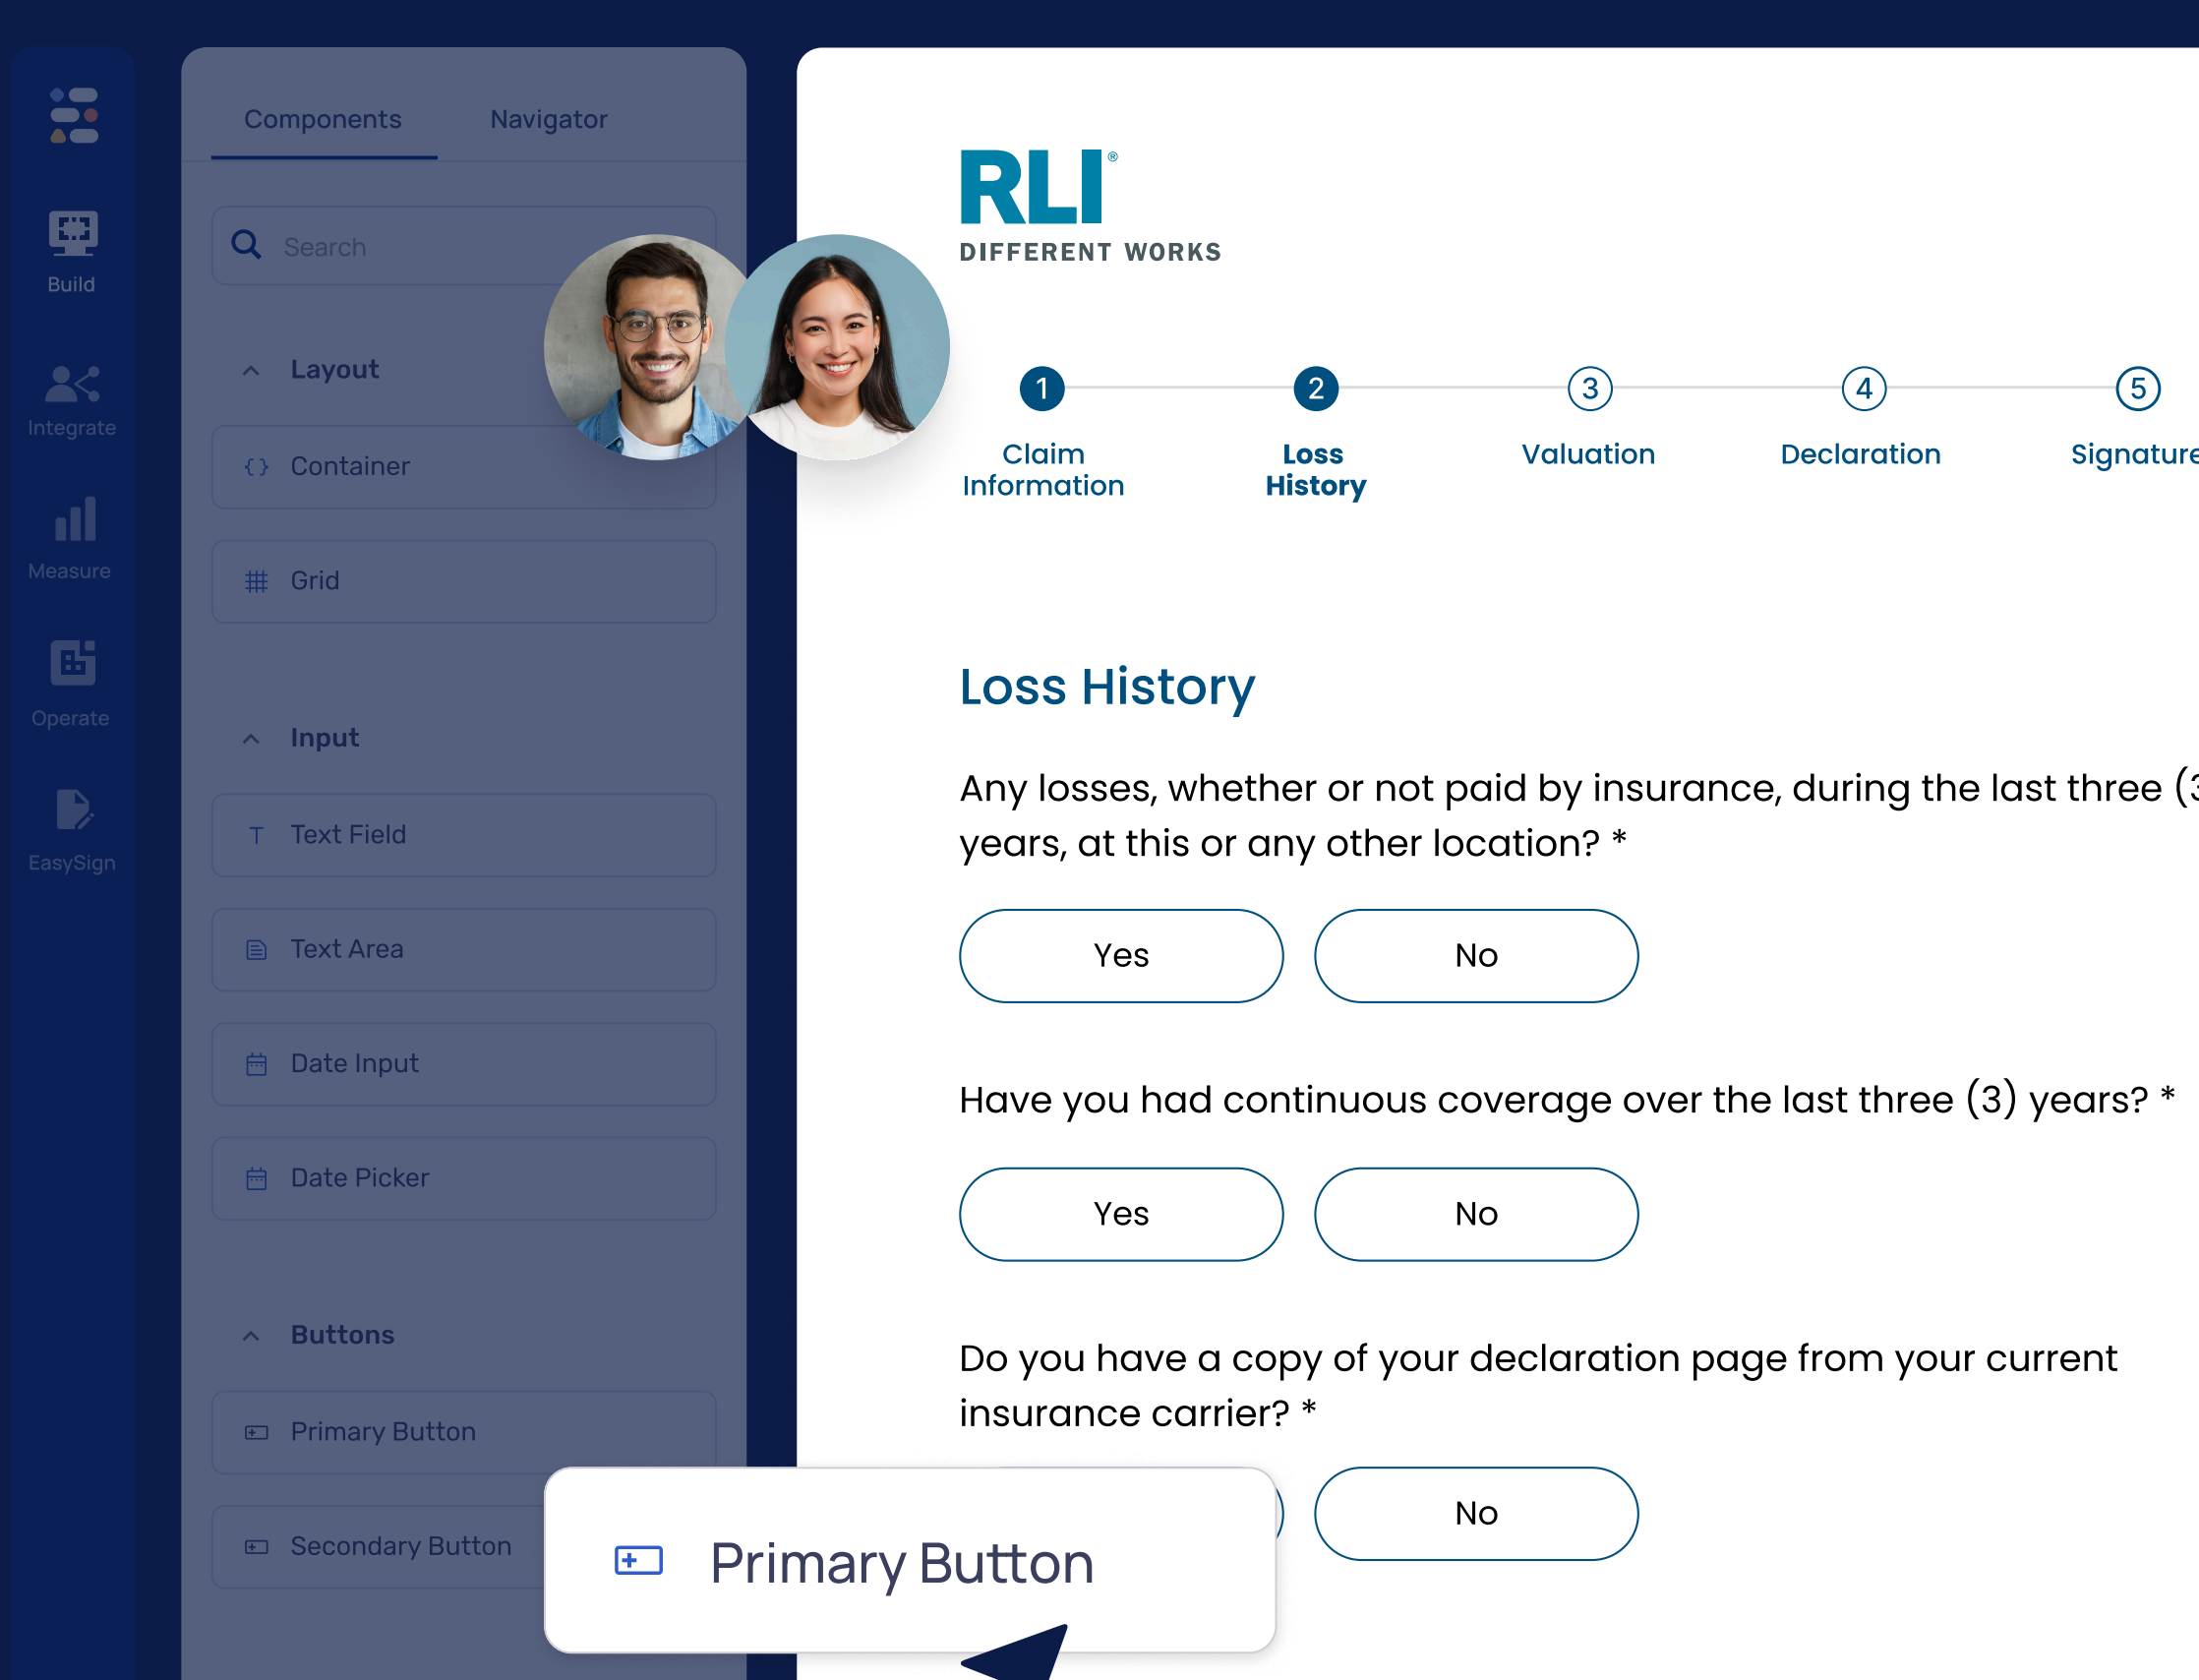 Build
Integrate
Measure
Operate
EasySign
Components
Navigator
Search
Layout
Container
Grid
Input
Text Field
Text Area
Date Input
Date Picker
Buttons
Primary Button
Secondary Button
Primary Button
RLI®
DIFFERENT WORKS
1
2
3
4
5
Claim
Information
Loss
History
Valuation
Declaration
Signature
Loss History
Any losses, whether or not paid by insurance, during the last three (3
years, at this or any other location? *
Yes
No
Have you had continuous coverage over the last three (3) years? *
Yes
No
Do you have a copy of your declaration page from your current
insurance carrier? *
No